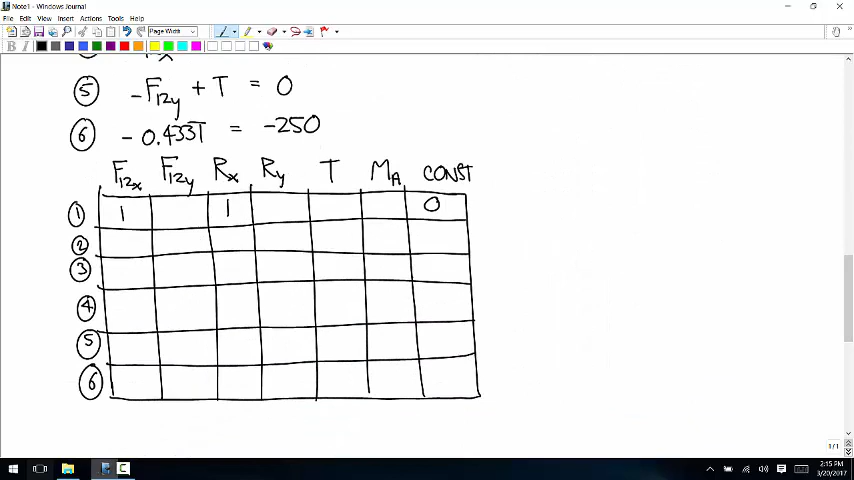 Note1 - Windows Journal
File Edit View Insert Actions Tools Help
Page Width
B I
⑤ -F12y + T = 0
⑥ - 0.433T = -250
F12x F12y Rx Ry T MA CONST
① 1 1 0
②
③
④
⑤
⑥
1/1
2:15 PM
3/20/2017